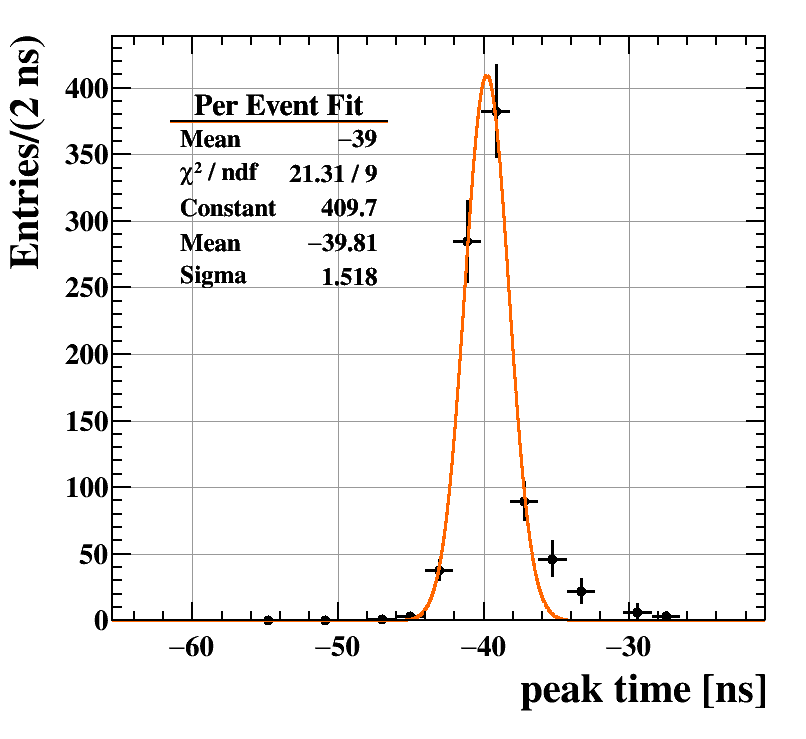 Entries/(2 ns)
400
350
300
250
200
150
100
50
0
Per Event Fit
Mean −39
χ² / ndf 21.31 / 9
Constant 409.7
Mean −39.81
Sigma 1.518
−60 −50 −40 −30
peak time [ns]